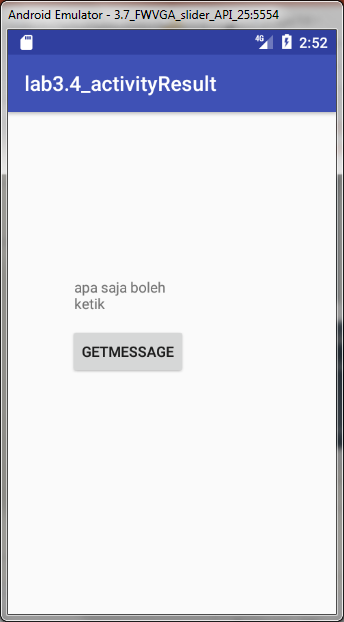 Android Emulator - 3.7_FWVGA_slider_API_25:5554
4G 2:52
lab3.4_activityResult
apa saja boleh
ketik
GETMESSAGE